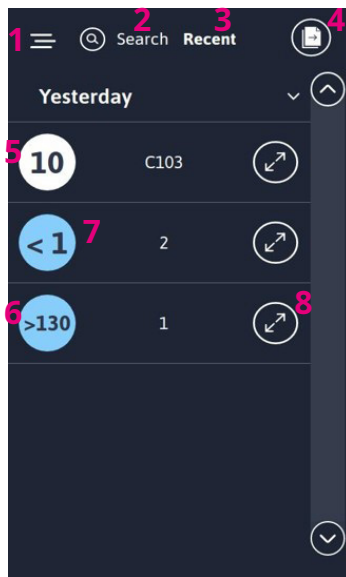 1 2 3 4
Search Recent
Yesterday
5 10 C103
< 1 7 2
6 >130 1 8